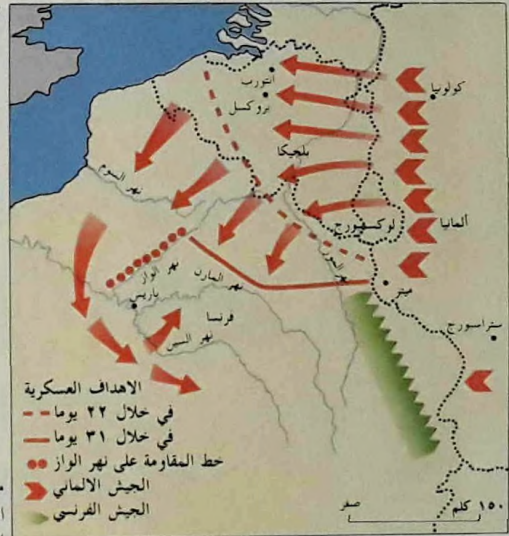 انتورب
كولونيا
بروكسل
بلجيكا
نهر السوم
لوكسمبورج
ألمانيا
نهر الواز
نهر المارن
ميتز
باريس
فرنسا
نهر السين
ستراسبورج
الاهداف العسكرية
في خلال ٢٢ يوما
في خلال ٣١ يوما
خط المقاومة على نهر الواز
الجيش الالماني
الجيش الفرنسي
صفر
١٥٠ كلم